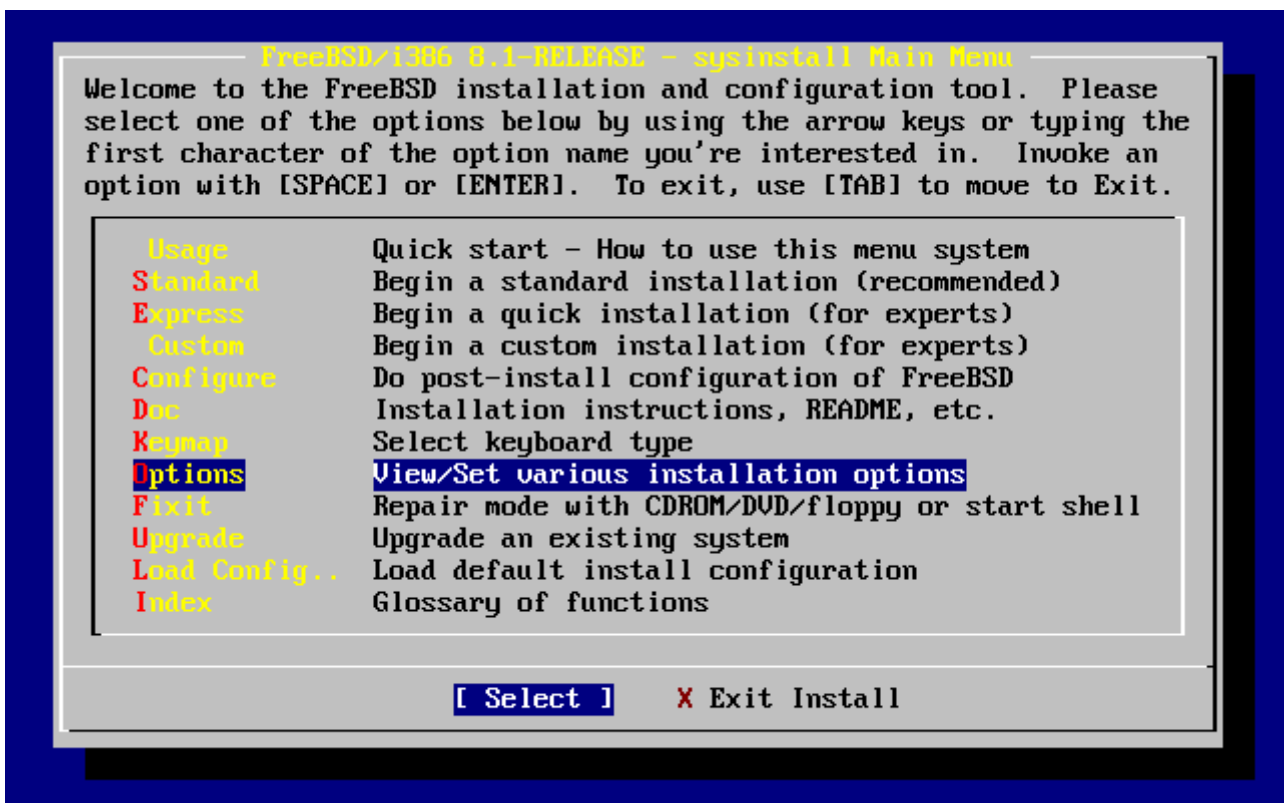 FreeBSD/i386 8.1-RELEASE - sysinstall Main Menu
Welcome to the FreeBSD installation and configuration tool.  Please
select one of the options below by using the arrow keys or typing the
first character of the option name you're interested in.  Invoke an
option with [SPACE] or [ENTER].  To exit, use [TAB] to move to Exit.
Usage Quick start - How to use this menu system
Standard Begin a standard installation (recommended)
Express Begin a quick installation (for experts)
Custom Begin a custom installation (for experts)
Configure Do post-install configuration of FreeBSD
Doc Installation instructions, README, etc.
Keymap Select keyboard type
Options View/Set various installation options
Fixit Repair mode with CDROM/DVD/floppy or start shell
Upgrade Upgrade an existing system
Load Config.. Load default install configuration
Index Glossary of functions
[ Select ] X Exit Install